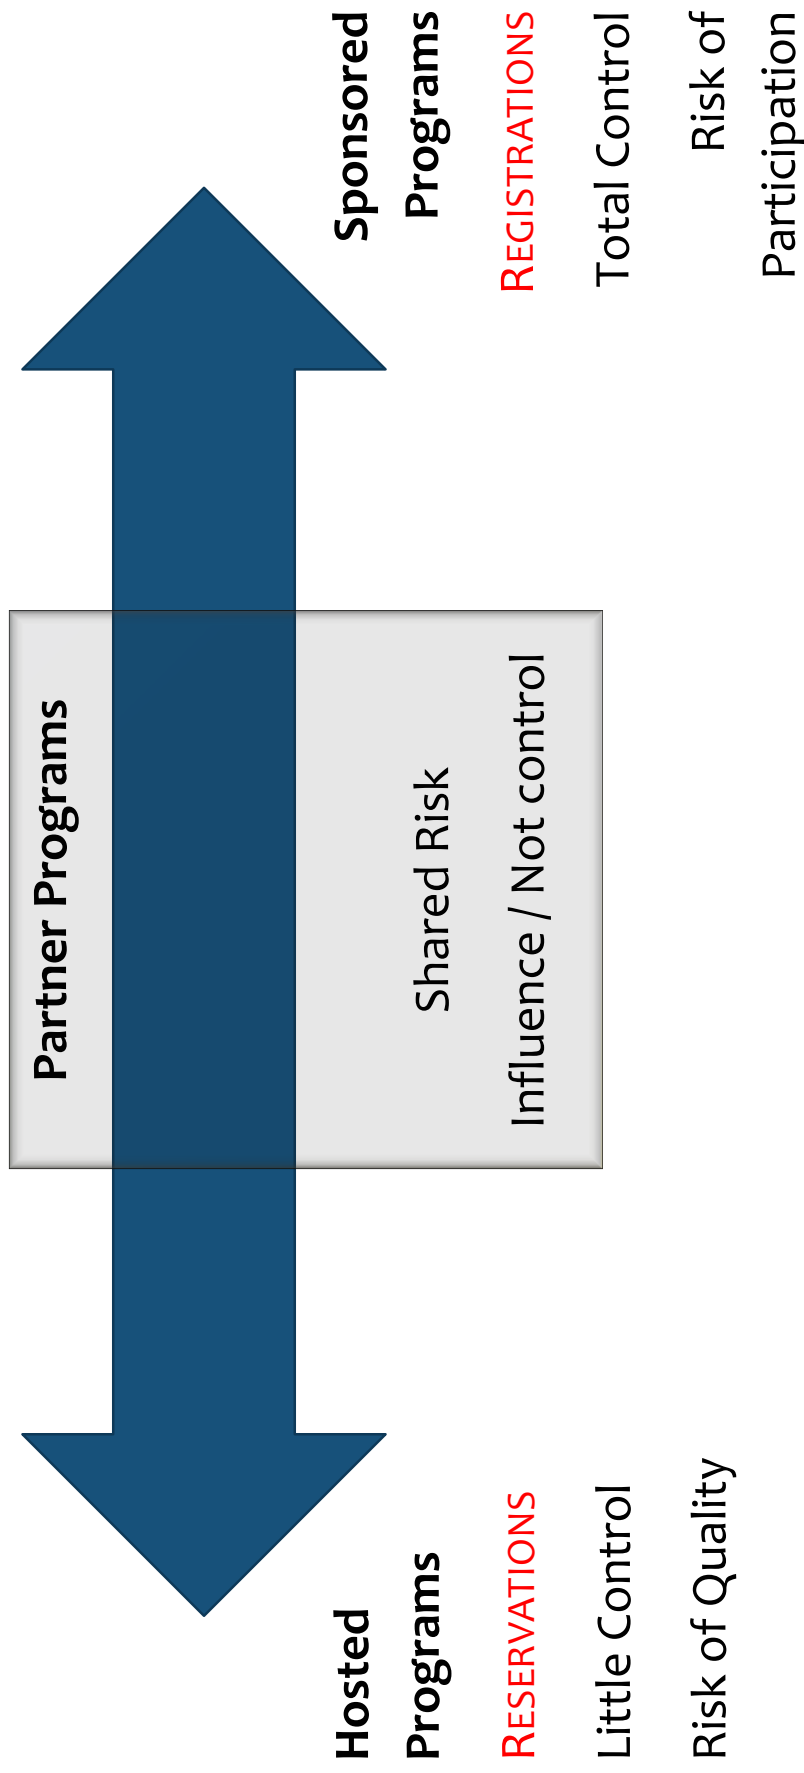 Partner Programs
Hosted
Programs
RESERVATIONS
Little Control
Risk of Quality
Shared Risk
Influence / Not control
Sponsored
Programs
REGISTRATIONS
Total Control
Risk of
Participation